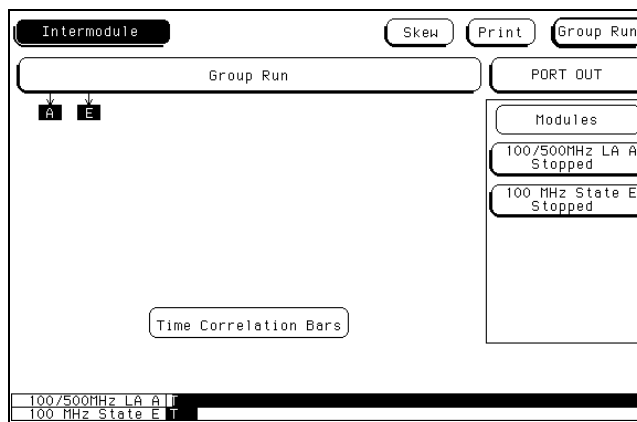 Intermodule Skew Print Group Run
Group Run PORT OUT
A E
Modules
100/500MHz LA A
Stopped
100 MHz State E
Stopped
Time Correlation Bars
100/500MHz LA A T
100 MHz State E T